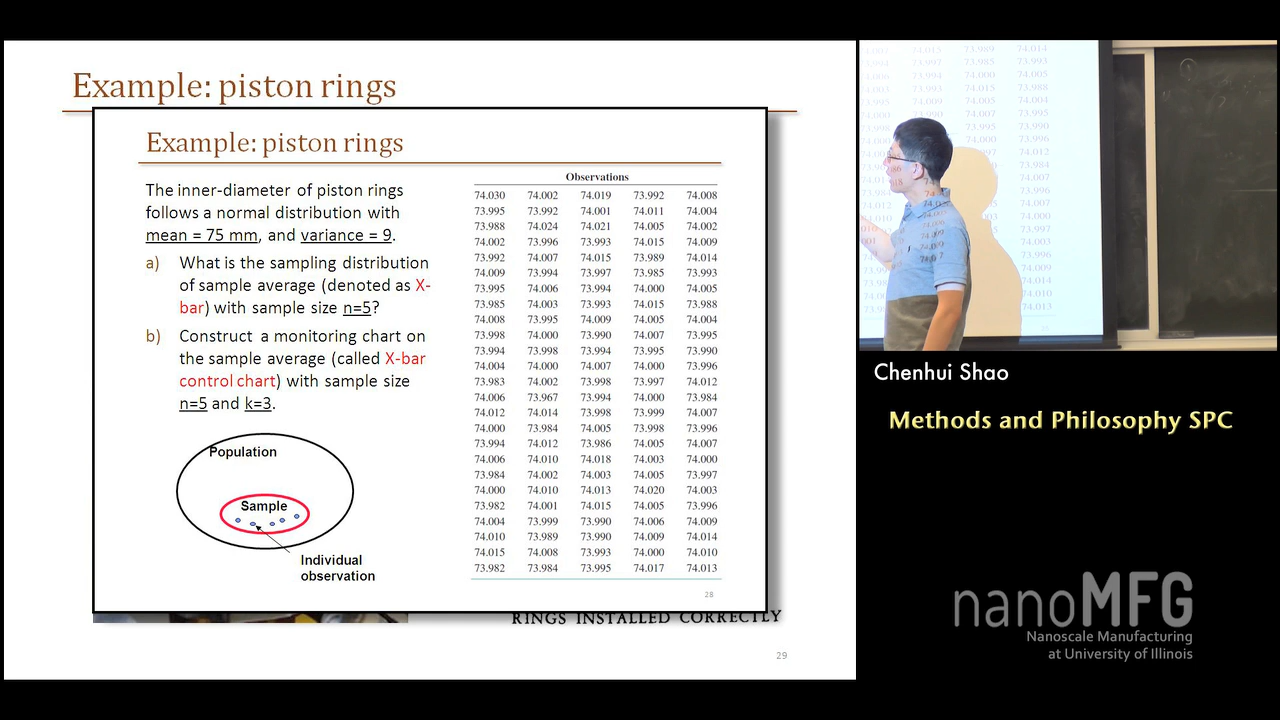 Example: piston rings
Example: piston rings
The inner-diameter of piston rings
follows a normal distribution with
mean = 75 mm, and variance = 9.
a) What is the sampling distribution
of sample average (denoted as X-
bar) with sample size n=5?
b) Construct a monitoring chart on
the sample average (called X-bar
control chart) with sample size
n=5 and k=3.
Population
Sample
Individual
observation
Observations
74.030 74.002 74.019 73.992 74.008
73.995 73.992 74.001 74.011 74.004
73.988 74.024 74.021 74.005 74.002
74.002 73.996 73.993 74.015 74.009
73.992 74.007 74.015 73.989 74.014
74.009 73.994 73.997 73.985 73.993
73.995 74.006 73.994 74.000 74.005
73.985 74.003 73.993 74.015 73.988
74.008 73.995 74.009 74.005 74.004
73.998 74.000 73.990 74.007 73.995
73.994 73.998 73.994 73.995 73.990
74.004 74.000 74.007 74.000 73.996
73.983 74.002 73.998 73.997 74.012
74.006 73.967 73.994 74.000 73.984
74.012 74.014 73.998 73.999 74.007
74.000 73.984 74.005 73.998 73.996
73.994 74.012 73.986 74.005 74.007
74.006 74.010 74.018 74.003 74.000
73.984 74.002 74.003 74.005 73.997
74.000 74.010 74.013 74.020 74.003
73.982 74.001 74.015 74.005 73.996
74.004 73.999 73.990 74.006 74.009
74.010 73.989 73.990 74.009 74.014
74.015 74.008 73.993 74.000 74.010
73.982 73.984 73.995 74.017 74.013
28
RINGS INSTALLED CORRECTLY
29
Chenhui Shao
Methods and Philosophy SPC
nanoMFG
Nanoscale Manufacturing
at University of Illinois